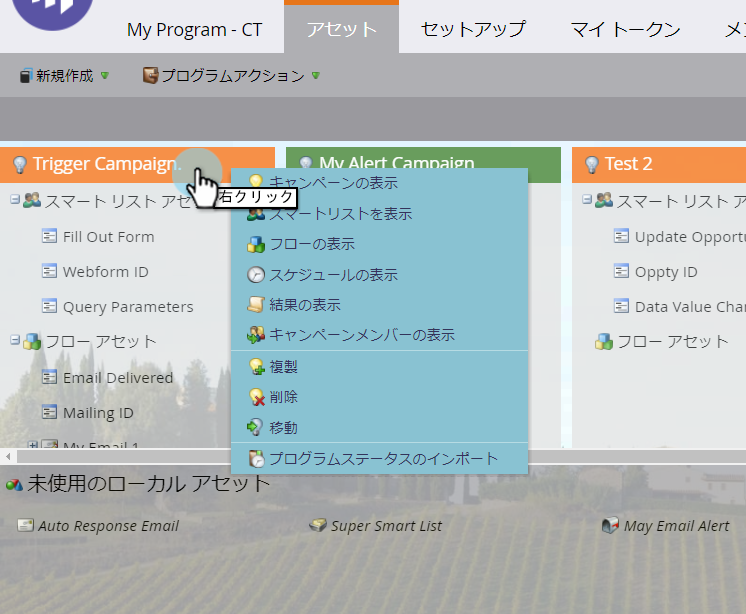 My Program - CT
アセット
セットアップ
マイ トークン
新規作成
プログラムアクション
Trigger Campaign
My Alert Campaign
Test 2
右クリック
キャンペーンの表示
スマートリストを表示
フローの表示
スケジュールの表示
結果の表示
キャンペーンメンバーの表示
複製
削除
移動
プログラムステータスのインポート
スマート リスト アセ
Fill Out Form
Webform ID
Query Parameters
フロー アセット
Email Delivered
Mailing ID
My Email 1
スマート リスト ア
Update Opportu
Oppty ID
Data Value Cha
フロー アセット
未使用のローカル アセット
Auto Response Email
Super Smart List
May Email Alert